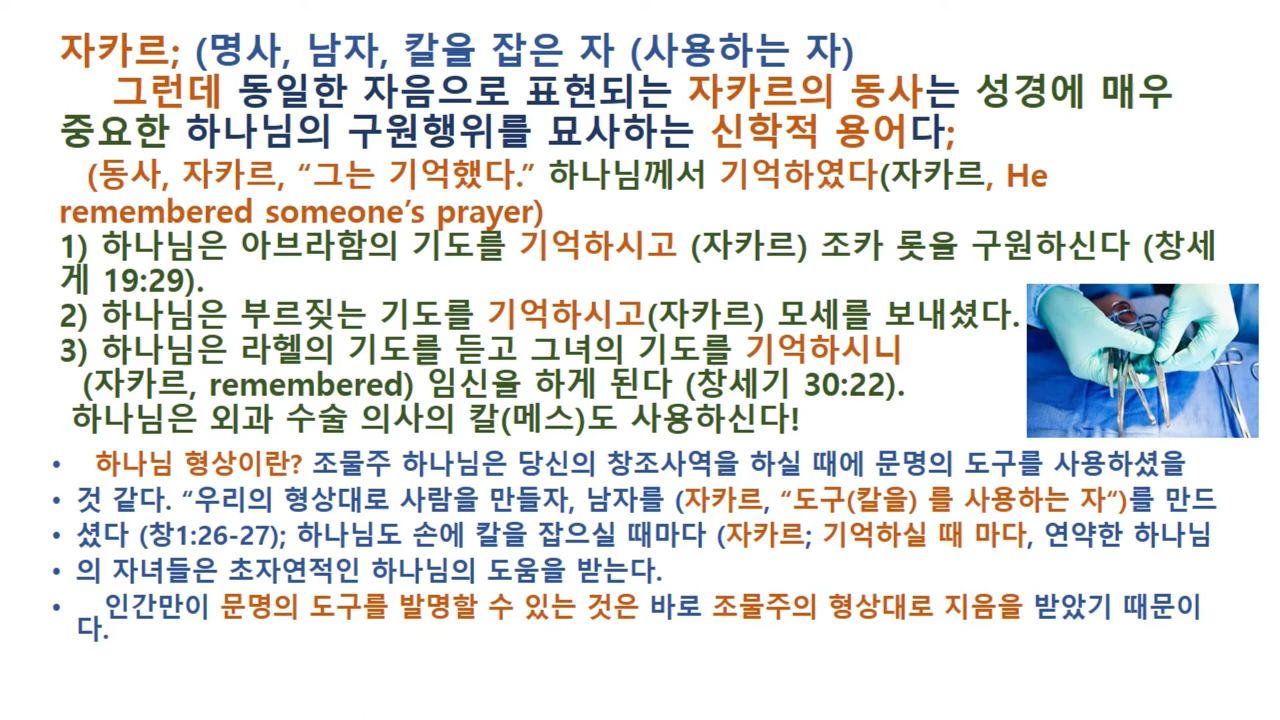 자카르; (명사, 남자, 칼을 잡은 자 (사용하는 자)
그런데 동일한 자음으로 표현되는 자카르의 동사는 성경에 매우
중요한 하나님의 구원행위를 묘사하는 신학적 용어다;
(동사, 자카르, “그는 기억했다.” 하나님께서 기억하였다(자카르, He
remembered someone’s prayer)
1) 하나님은 아브라함의 기도를 기억하시고 (자카르) 조카 롯을 구원하신다 (창세
게 19:29).
2) 하나님은 부르짖는 기도를 기억하시고(자카르) 모세를 보내셨다.
3) 하나님은 라헬의 기도를 듣고 그녀의 기도를 기억하시니
(자카르, remembered) 임신을 하게 된다 (창세기 30:22).
하나님은 외과 수술 의사의 칼(메스)도 사용하신다!
• 하나님 형상이란? 조물주 하나님은 당신의 창조사역을 하실 때에 문명의 도구를 사용하셨을
• 것 같다. “우리의 형상대로 사람을 만들자, 남자를 (자카르, “도구(칼을) 를 사용하는 자“)를 만드
• 셨다 (창1:26-27); 하나님도 손에 칼을 잡으실 때마다 (자카르; 기억하실 때 마다, 연약한 하나님
• 의 자녀들은 초자연적인 하나님의 도움을 받는다.
• 인간만이 문명의 도구를 발명할 수 있는 것은 바로 조물주의 형상대로 지음을 받았기 때문이
다.